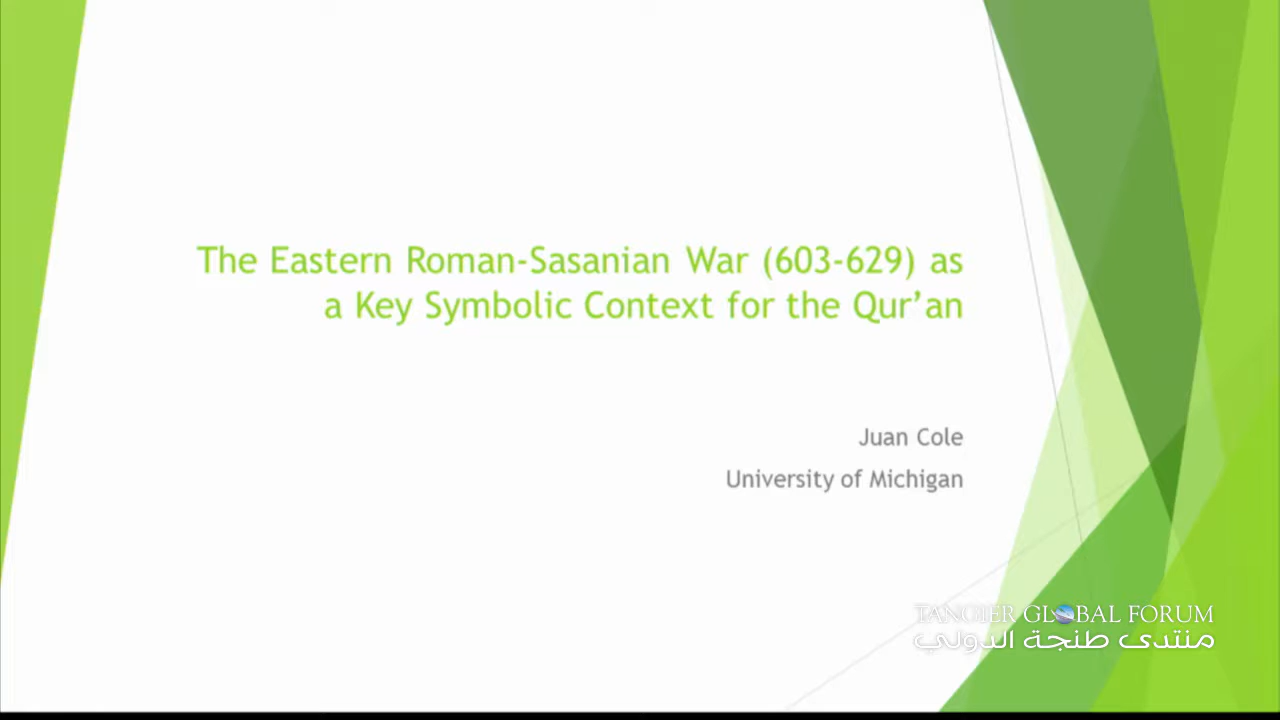 The Eastern Roman-Sasanian War (603-629) as
a Key Symbolic Context for the Qur’an
Juan Cole
University of Michigan
TANGIER GLOBAL FORUM
منتدى طنجة الدولي